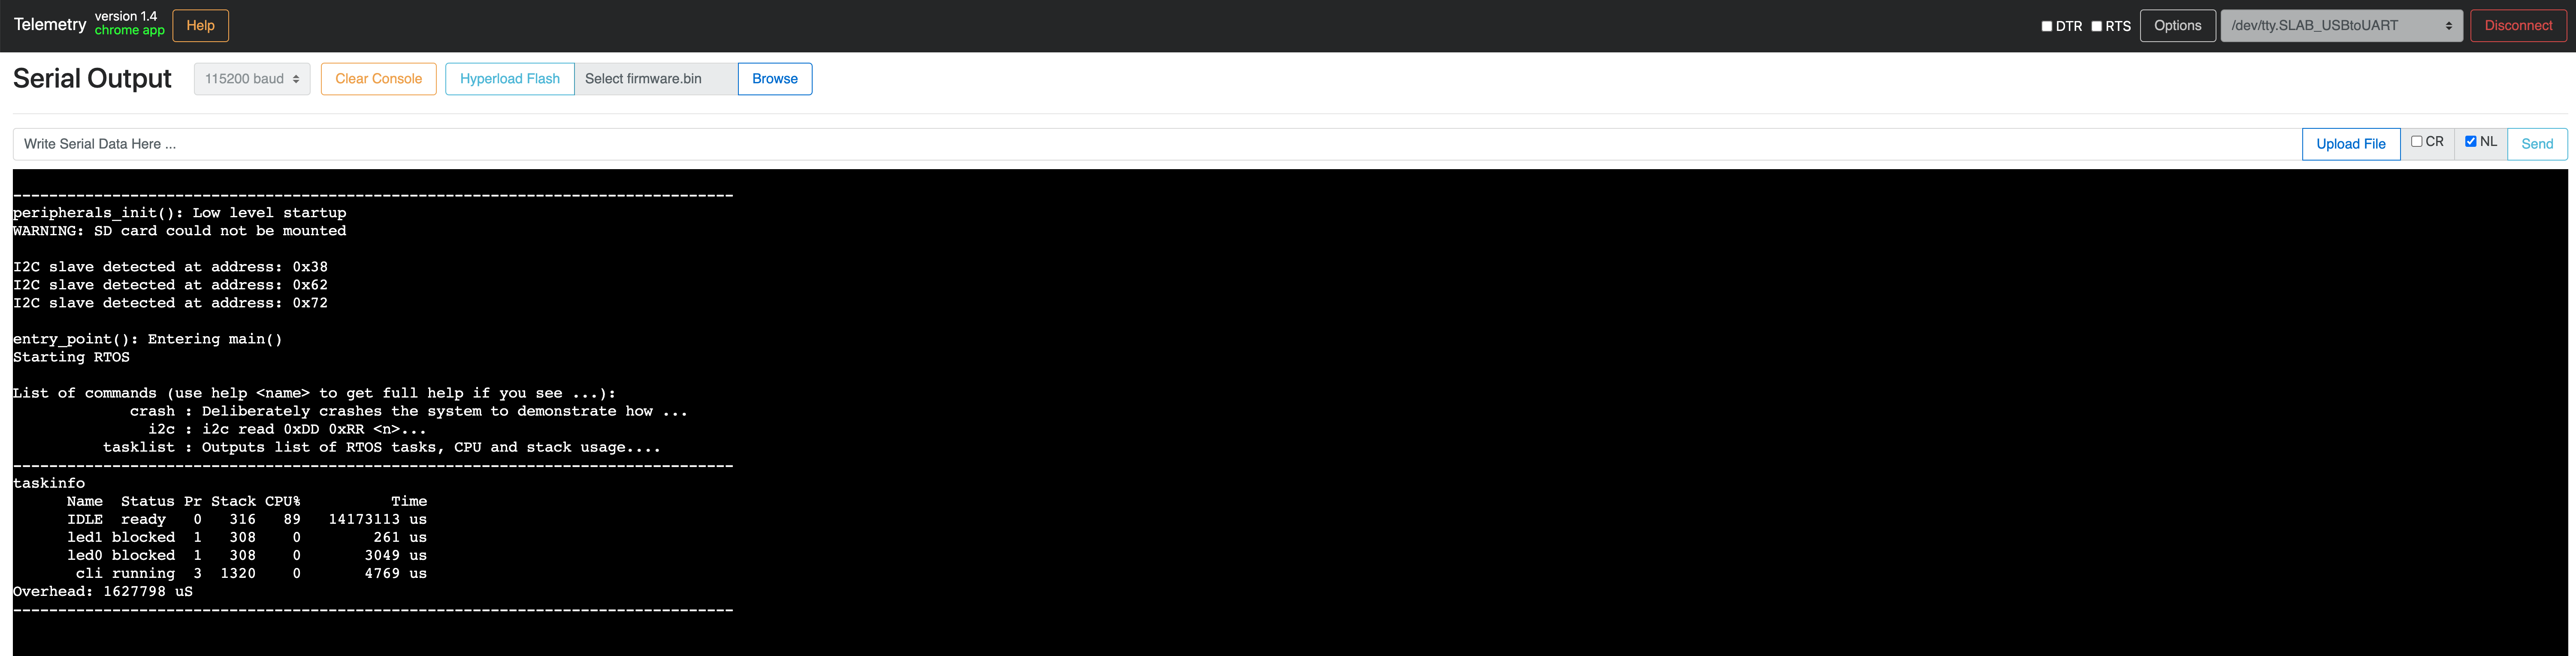 Telemetry version 1.4 chrome app Help DTR RTS Options /dev/tty.SLAB_USBtoUART Disconnect
Serial Output 115200 baud Clear Console Hyperload Flash Select firmware.bin Browse
Write Serial Data Here ... Upload File CR NL Send
--------------------------------------------------------------------------------
peripherals_init(): Low level startup
WARNING: SD card could not be mounted
I2C slave detected at address: 0x38
I2C slave detected at address: 0x62
I2C slave detected at address: 0x72
entry_point(): Entering main()
Starting RTOS
List of commands (use help <name> to get full help if you see ...):
             crash : Deliberately crashes the system to demonstrate how ...
               i2c : i2c read 0xDD 0xRR <n>...
          tasklist : Outputs list of RTOS tasks, CPU and stack usage....
--------------------------------------------------------------------------------
taskinfo
      Name  Status Pr Stack CPU%          Time
      IDLE  ready   0   316   89   14173113 us
      led1 blocked  1   308    0        261 us
      led0 blocked  1   308    0       3049 us
       cli running  3  1320    0       4769 us
Overhead: 1627798 uS
--------------------------------------------------------------------------------